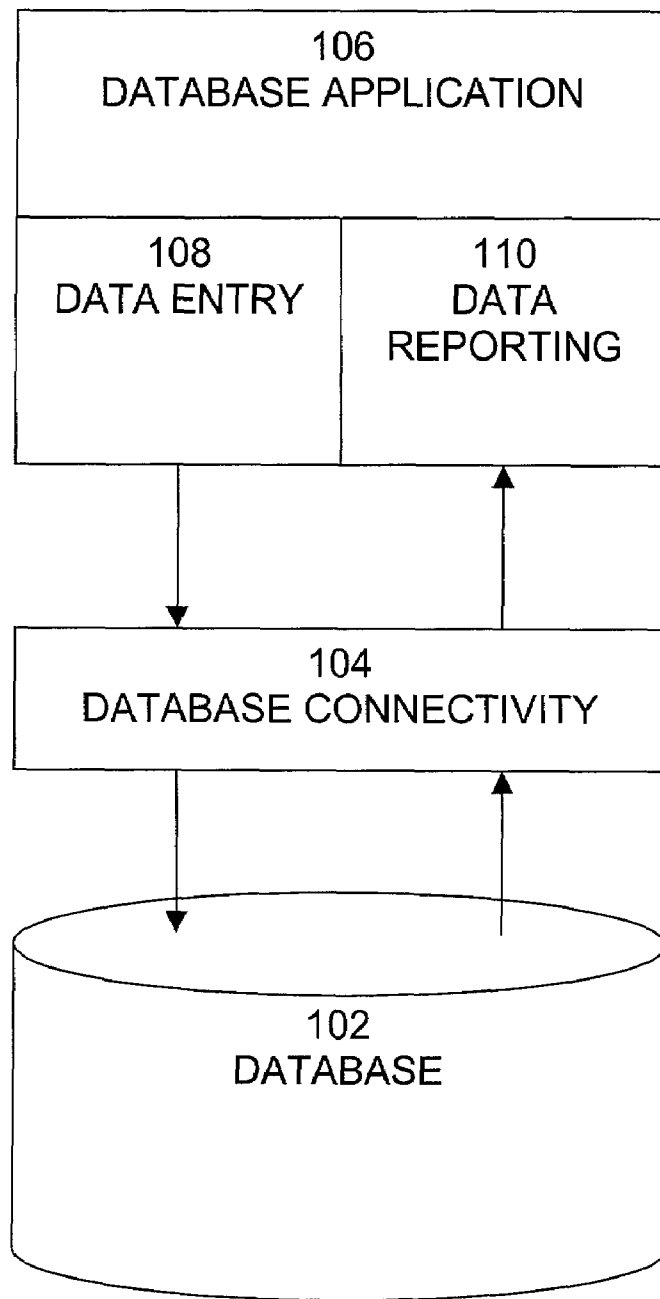 106
DATABASE APPLICATION
108
DATA ENTRY
110
DATA
REPORTING
104
DATABASE CONNECTIVITY
102
DATABASE